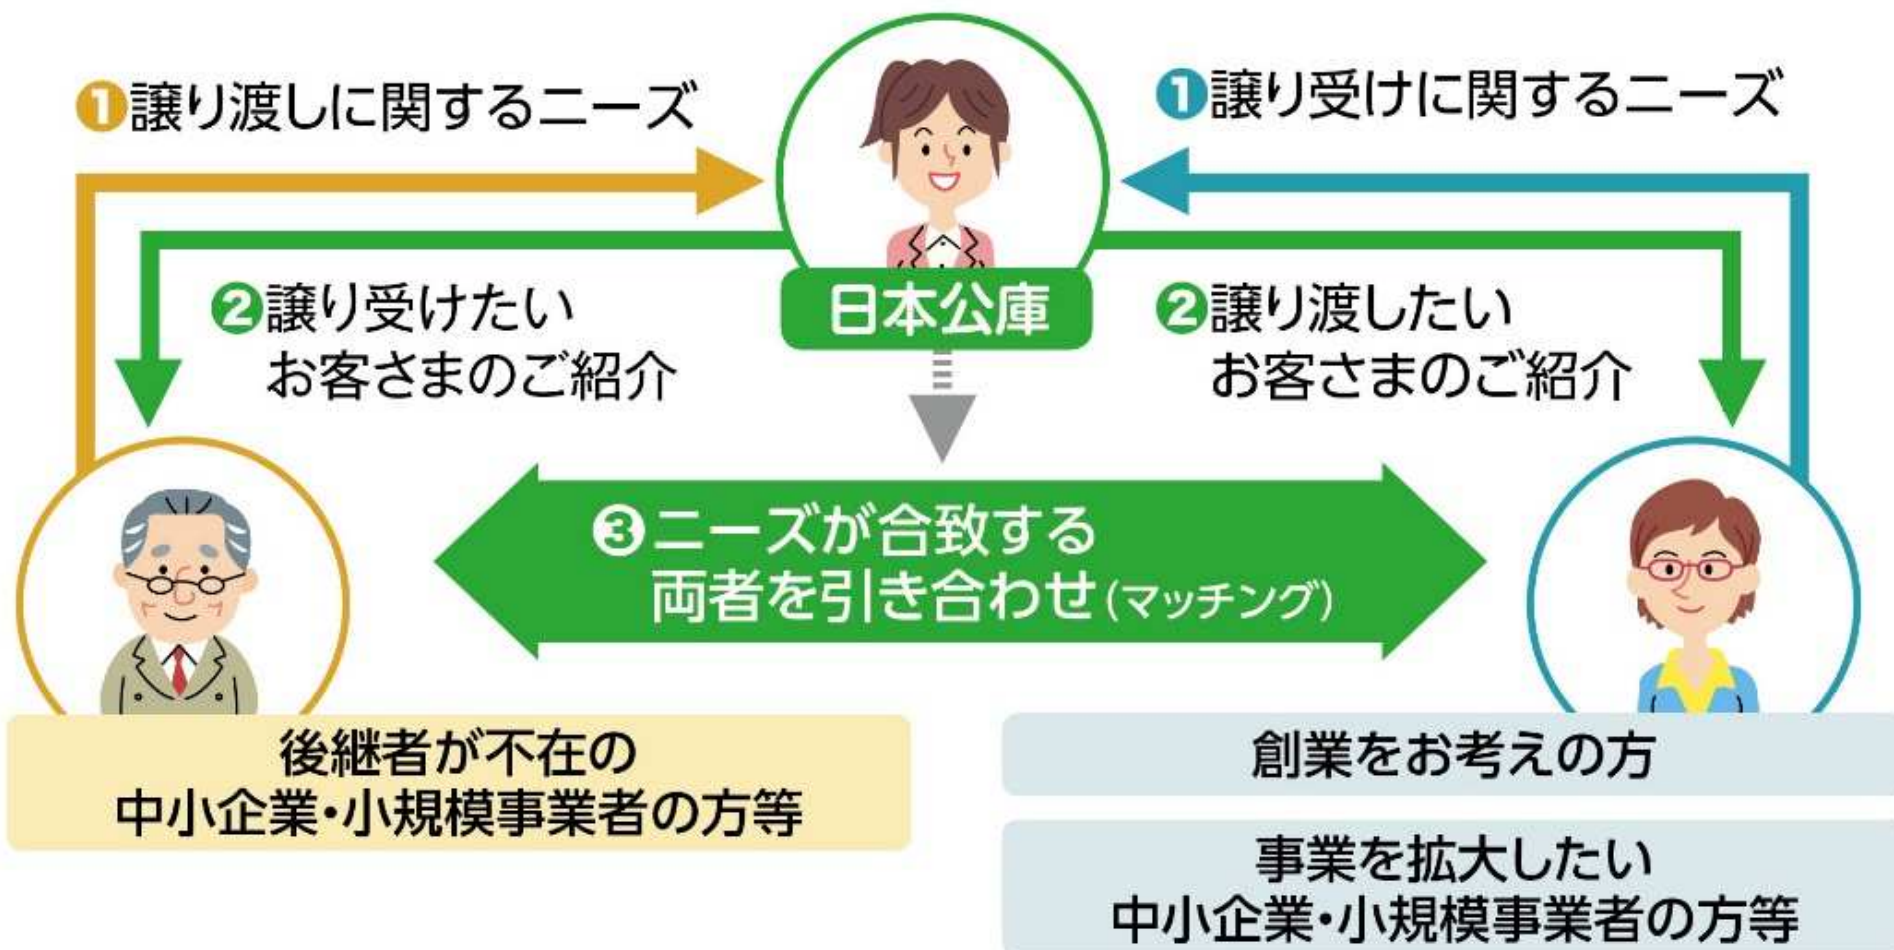 ❶譲り渡しに関するニーズ
❶譲り受けに関するニーズ
日本公庫
❷譲り受けたい
お客さまのご紹介
❷譲り渡したい
お客さまのご紹介
❸ニーズが合致する
両者を引き合わせ(マッチング)
後継者が不在の
中小企業・小規模事業者の方等
創業をお考えの方
事業を拡大したい
中小企業・小規模事業者の方等